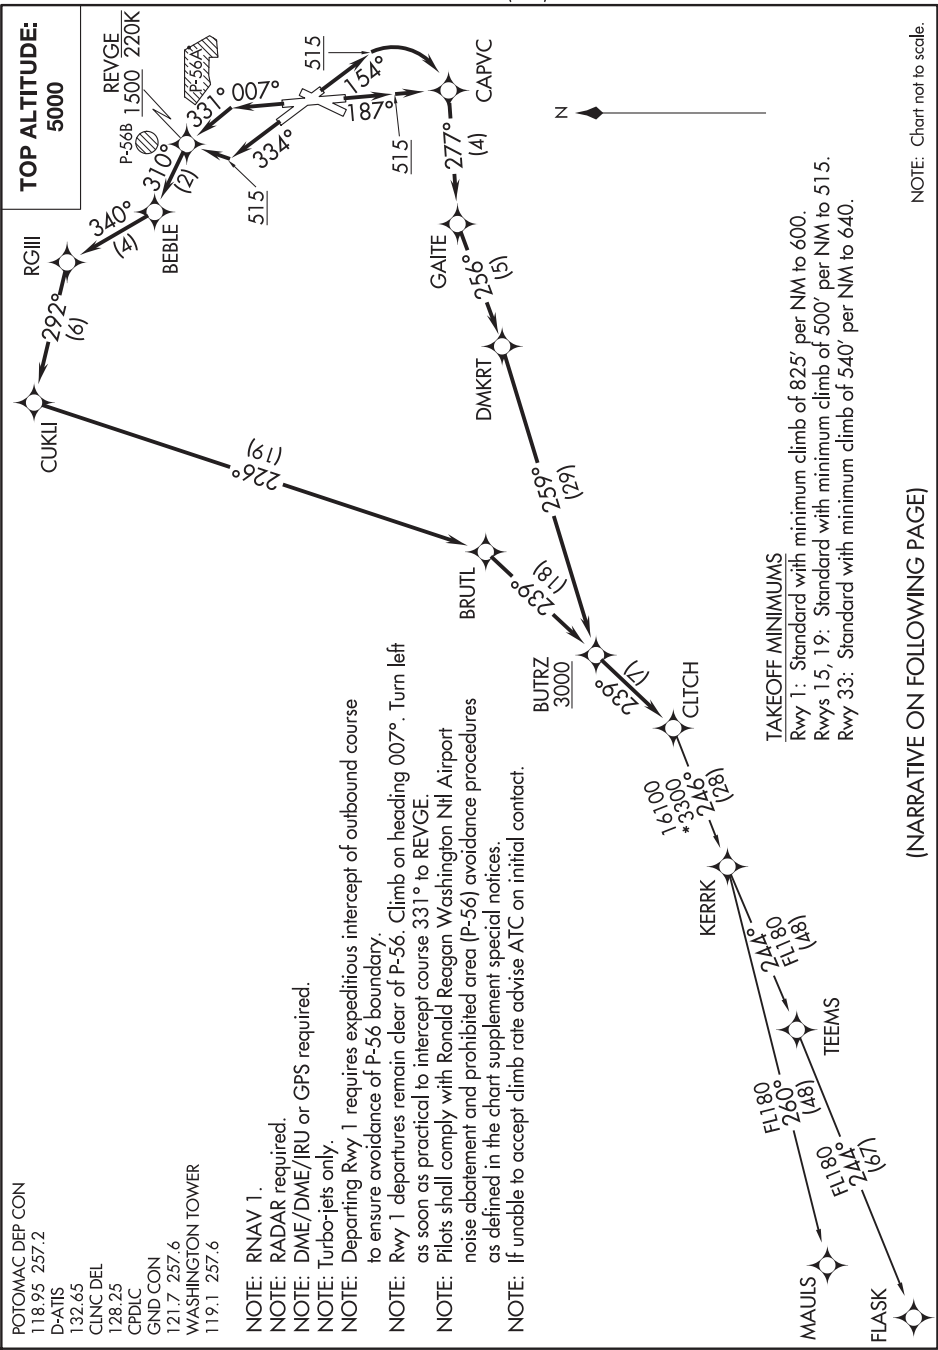 TOP ALTITUDE:
5000
POTOMAC DEP CON
118.95 257.2
D-ATIS
132.65
CLNC DEL
128.25
CPDLC
GND CON
121.7 257.6
WASHINGTON TOWER
119.1 257.6
NOTE: RNAV 1.
NOTE: RADAR required.
NOTE: DME/DME/IRU or GPS required.
NOTE: Turbo-jets only.
NOTE: Departing Rwy 1 requires expeditious intercept of outbound course
to ensure avoidance of P-56 boundary.
NOTE: Rwy 1 departures remain clear of P-56. Climb on heading 007°. Turn left
as soon as practical to intercept course 331° to REVGE.
NOTE: Pilots shall comply with Ronald Reagan Washington Ntl Airport
noise abatement and prohibited area (P-56) avoidance procedures
as defined in the chart supplement special notices.
NOTE: If unable to accept climb rate advise ATC on initial contact.
REVGE
1500 220K
P-56B
P-56A
331°
007°
334°
515
515
154°
187°
515
CAPVC
277°
(4)
GAITE
256°
(5)
DMKRT
259°
(29)
310°
(2)
BEBLE
340°
(4)
RGIII
292°
(6)
CUKLI
226°
(19)
BRUTL
239°
(18)
BUTRZ
3000
239°
(7)
CLTCH
16100
*3300
246°
(28)
KERRK
244°
FL180
(48)
TEEMS
FL180
260°
(48)
FL180
244°
(67)
MAULS
FLASK
N
TAKEOFF MINIMUMS
Rwy 1: Standard with minimum climb of 825' per NM to 600.
Rwys 15, 19: Standard with minimum climb of 500' per NM to 515.
Rwy 33: Standard with minimum climb of 540' per NM to 640.
NOTE: Chart not to scale.
(NARRATIVE ON FOLLOWING PAGE)